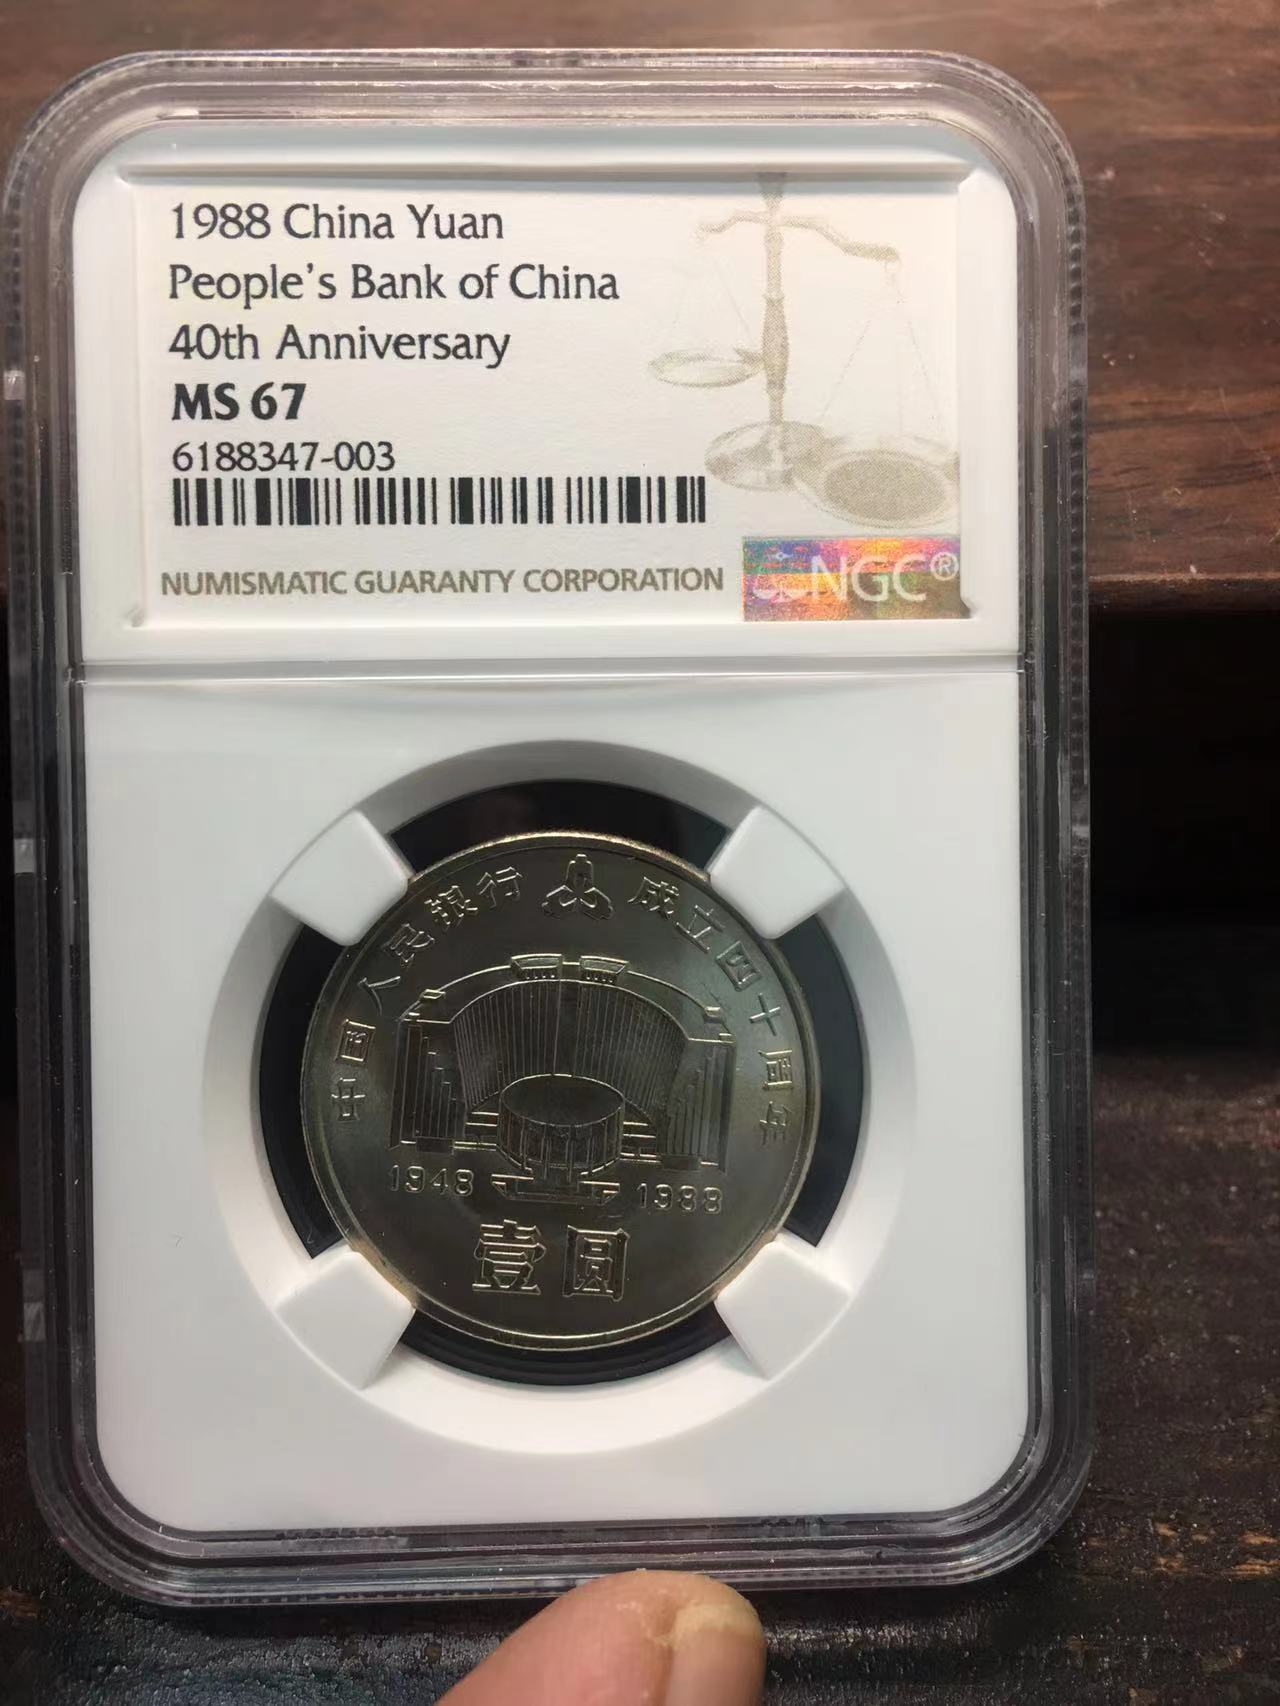 1988 China Yuan
People's Bank of China
40th Anniversary
MS 67
6188347-003
NUMISMATIC GUARANTY CORPORATION
NGC®
中国人民银行 成立四十周年
1948 1988
壹圆